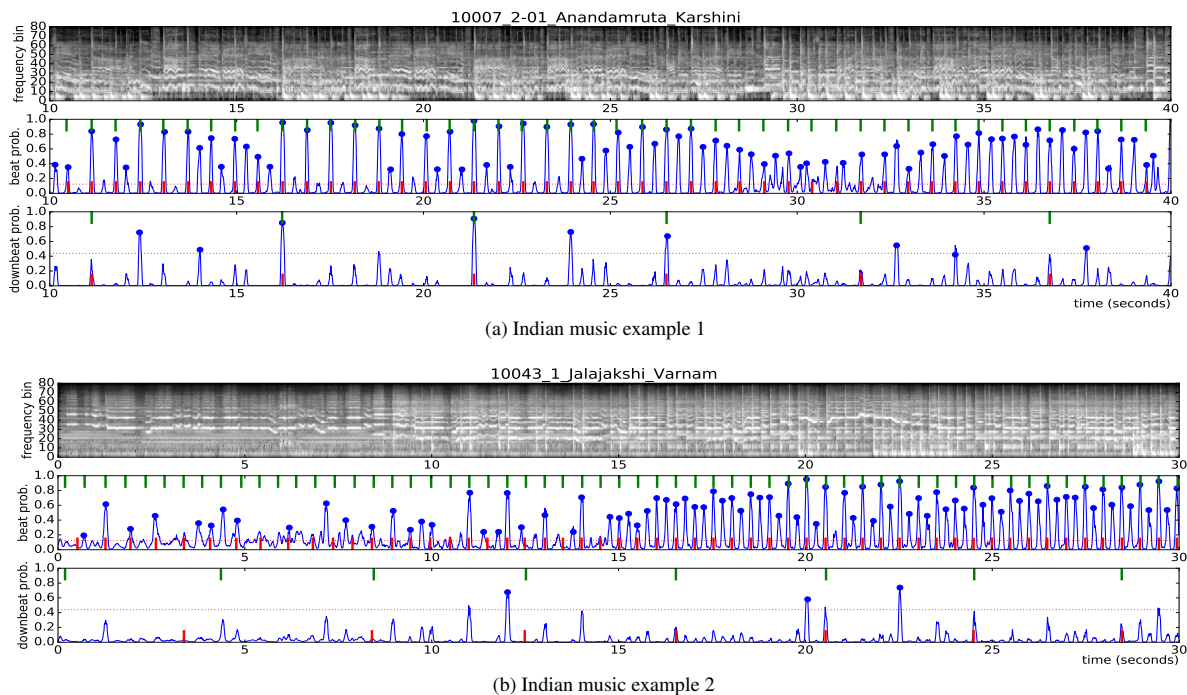 10007_2-01_Anandamruta_Karshini
frequency bin
80
70
60
50
40
30
20
10
0
10 15 20 25 30 35 40
beat prob.
1.0
0.8
0.6
0.4
0.2
0.0
10 15 20 25 30 35 40
downbeat prob.
1.0
0.8
0.6
0.4
0.2
0.0
10 15 20 25 30 35 40
time (seconds)
(a) Indian music example 1
10043_1_Jalajakshi_Varnam
frequency bin
80
70
60
50
40
30
20
10
0
0 5 10 15 20 25 30
beat prob.
1.0
0.8
0.6
0.4
0.2
0.0
0 5 10 15 20 25 30
downbeat prob.
1.0
0.8
0.6
0.4
0.2
0.0
0 5 10 15 20 25 30
time (seconds)
(b) Indian music example 2